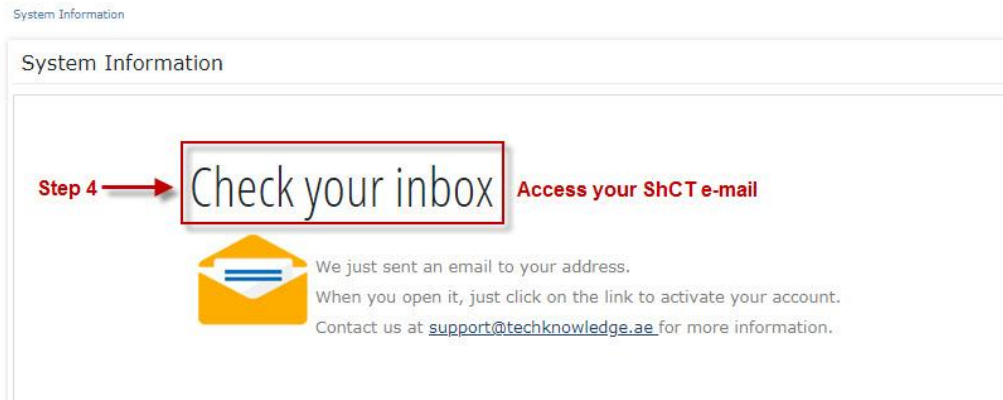 System Information
System Information
Step 4 Check your inbox Access your ShCT e-mail
We just sent an email to your address.
When you open it, just click on the link to activate your account.
Contact us at support@techknowledge.ae for more information.